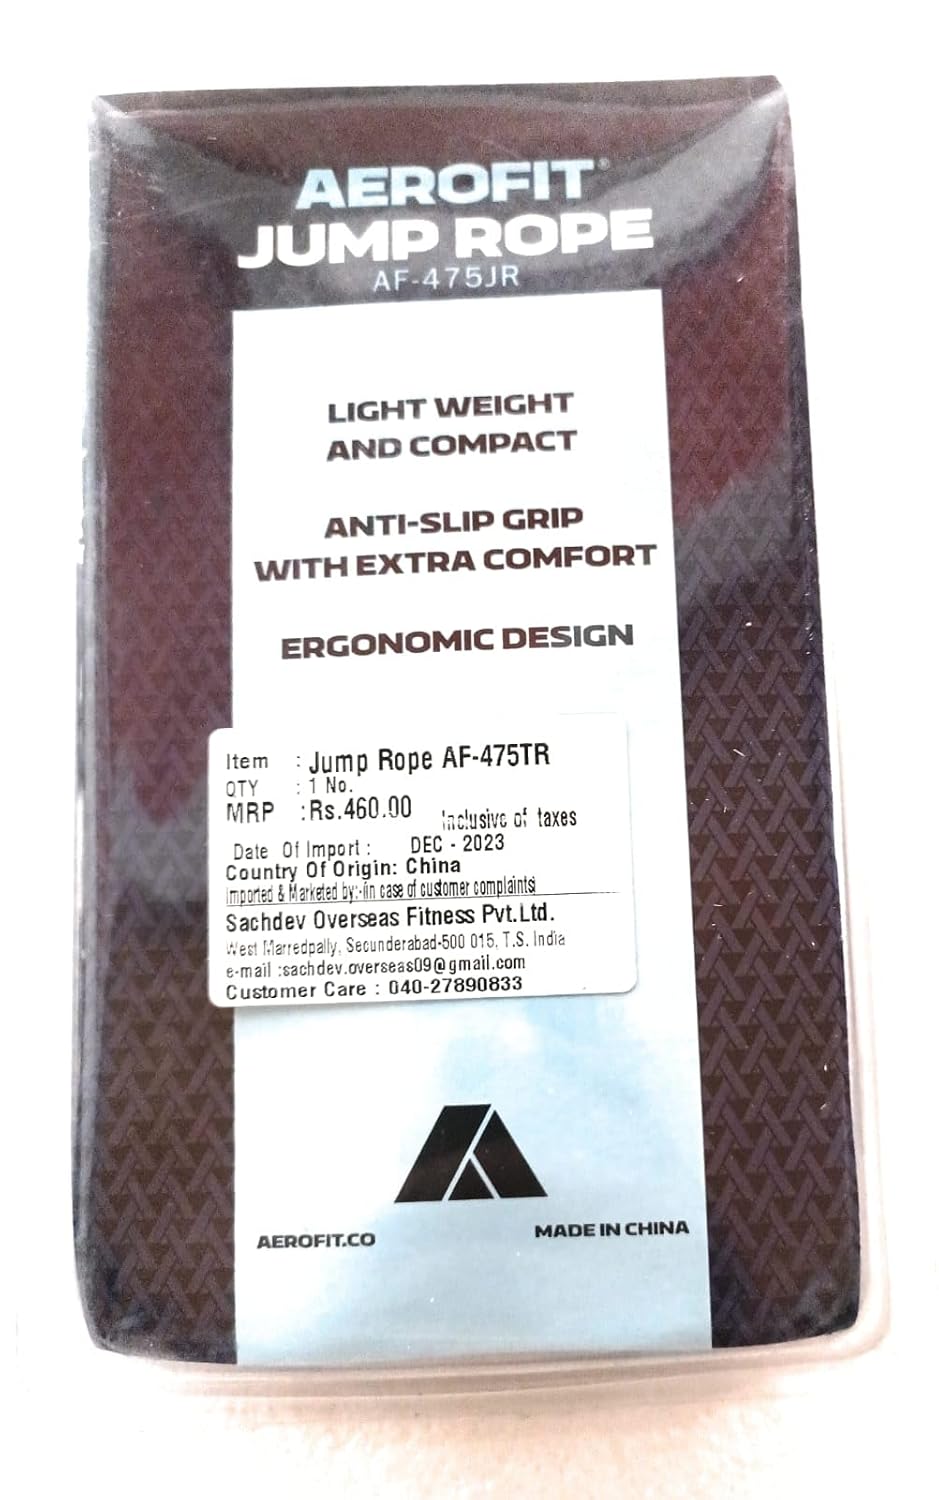 AEROFIT®
JUMP ROPE
AF-475JR
LIGHT WEIGHT
AND COMPACT
ANTI-SLIP GRIP
WITH EXTRA COMFORT
ERGONOMIC DESIGN
Item : Jump Rope AF-475TR
QTY : 1 No.
MRP :Rs.460.00 Inclusive of taxes
Date Of Import : DEC - 2023
Country Of Origin: China
Imported & Marketed by:-(in case of customer complaints)
Sachdev Overseas Fitness Pvt.Ltd.
West Marredpally, Secunderabad-500 015, T.S. India
e-mail :sachdev.overseas09@gmail.com
Customer Care : 040-27890833
AEROFIT.CO MADE IN CHINA